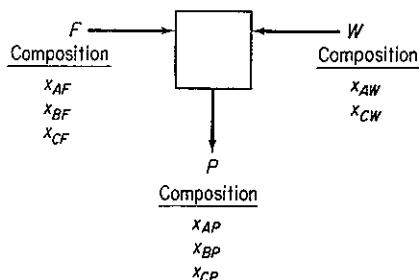 F
W
Composition
Composition
x_AF
x_BF
x_CF
x_AW
x_CW
P
Composition
x_AP
x_BP
x_CP